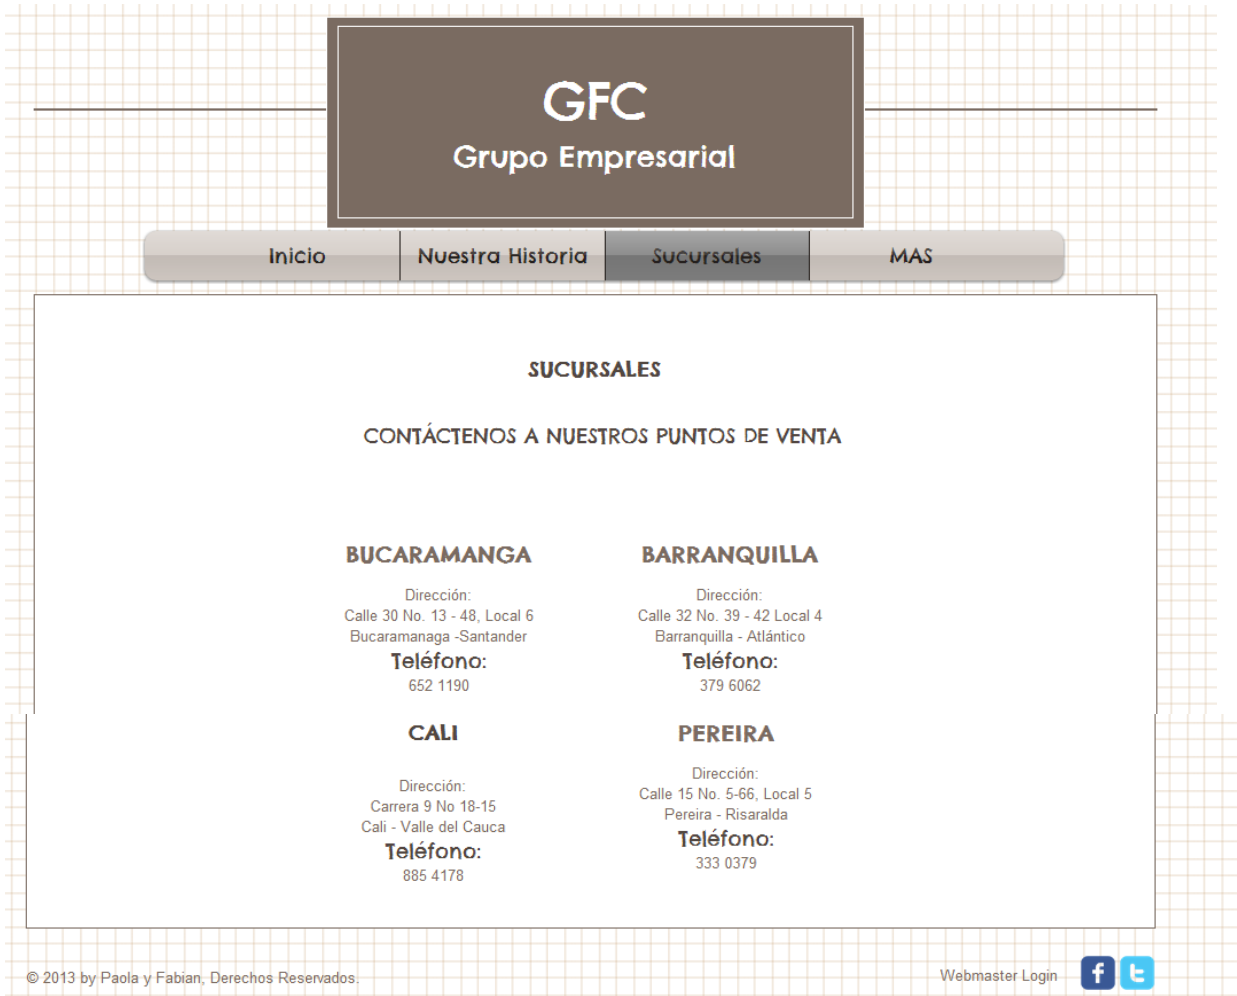 GFC
Grupo Empresarial
Inicio
Nuestra Historia
Sucursales
MAS
SUCURSALES
CONTÁCTENOS A NUESTROS PUNTOS DE VENTA
BUCARAMANGA
Dirección:
Calle 30 No. 13 - 48, Local 6
Bucaramanaga -Santander
Teléfono:
652 1190
BARRANQUILLA
Dirección:
Calle 32 No. 39 - 42 Local 4
Barranquilla - Atlántico
Teléfono:
379 6062
CALI
Dirección:
Carrera 9 No 18-15
Cali - Valle del Cauca
Teléfono:
885 4178
PEREIRA
Dirección:
Calle 15 No. 5-66, Local 5
Pereira - Risaralda
Teléfono:
333 0379
© 2013 by Paola y Fabian, Derechos Reservados.
Webmaster Login